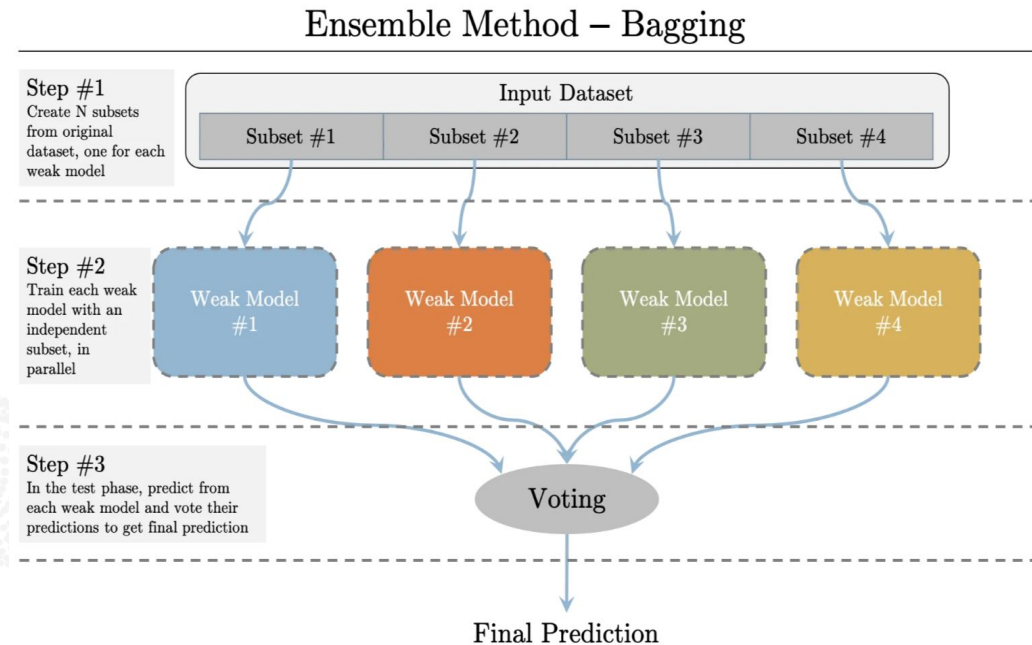 Ensemble Method – Bagging
Step #1
Create N subsets
from original
dataset, one for each
weak model
Input Dataset
Subset #1 Subset #2 Subset #3 Subset #4
Step #2
Train each weak
model with an
independent
subset, in
parallel
Weak Model
#1
Weak Model
#2
Weak Model
#3
Weak Model
#4
Step #3
In the test phase, predict from
each weak model and vote their
predictions to get final prediction
Voting
Final Prediction